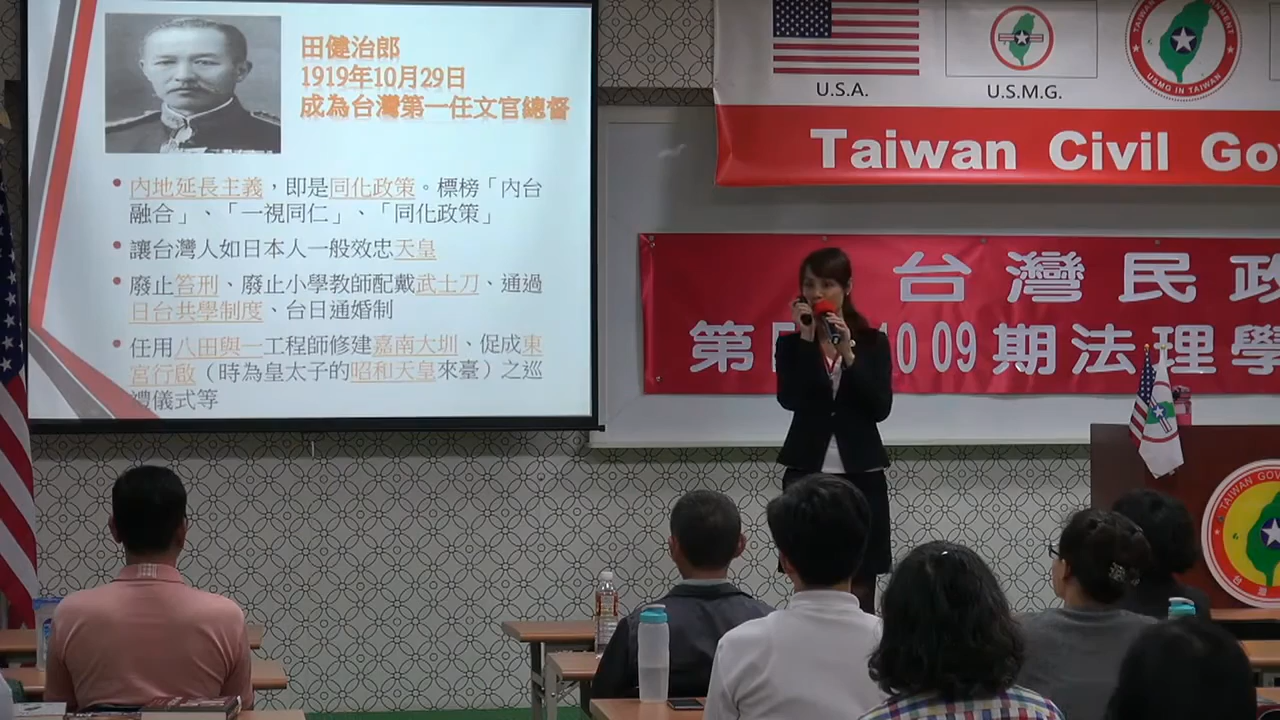 田健治郎
1919年10月29日
成為台灣第一任文官總督
內地延長主義，即是同化政策。標榜「內台
融合」、「一視同仁」、「同化政策」
讓台灣人如日本人一般效忠天皇
廢止笞刑、廢止小學教師配戴武士刀、通過
日台共學制度、台日通婚制
任用八田與一工程師修建嘉南大圳、促成東
宮行啟（時為皇太子的昭和天皇來臺）之巡
禮儀式等
U.S.A.
U.S.M.G.
USMG IN TAIWAN
Taiwan Civil Go
台灣民政
第 10 09 期法理學
TAIWAN GOV